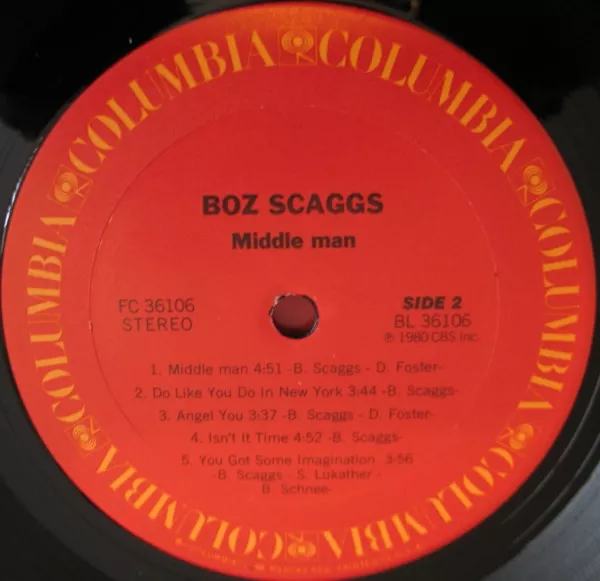 COLUMBIA COLUMBIA COLUMBIA COLUMBIA COLUMBIA COLUMBIA
BOZ SCAGGS
Middle man
FC 36106
STEREO
SIDE 2
BL 36106
℗ 1980 CBS Inc.
1. Middle man 4:51 -B. Scaggs - D. Foster-
2. Do Like You Do In New York 3:44 -B. Scaggs-
3. Angel You 3:37 -B. Scaggs - D. Foster-
4. Isn't It Time 4:52 -B. Scaggs-
5. You Got Some Imagination 3:56
-B. Scaggs - S. Lukather -
B. Schnee-